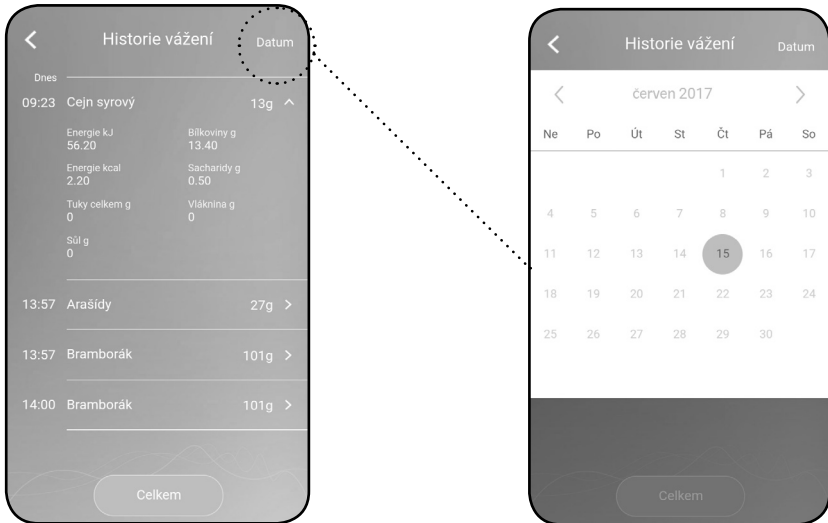 Historie vážení
Datum
Dnes
09:23 Cejn syrový 13g
Energie kJ Bílkoviny g
56.20 13.40
Energie kcal Sacharidy g
2.20 0.50
Tuky celkem g Vláknina g
0 0
Sůl g
0
13:57 Arašídy 27g
13:57 Bramborák 101g
14:00 Bramborák 101g
Celkem
Historie vážení
Datum
červen 2017
Ne Po Út St Čt Pá So
1 2 3
4 5 6 7 8 9 10
11 12 13 14 15 16 17
18 19 20 21 22 23 24
25 26 27 28 29 30
Celkem